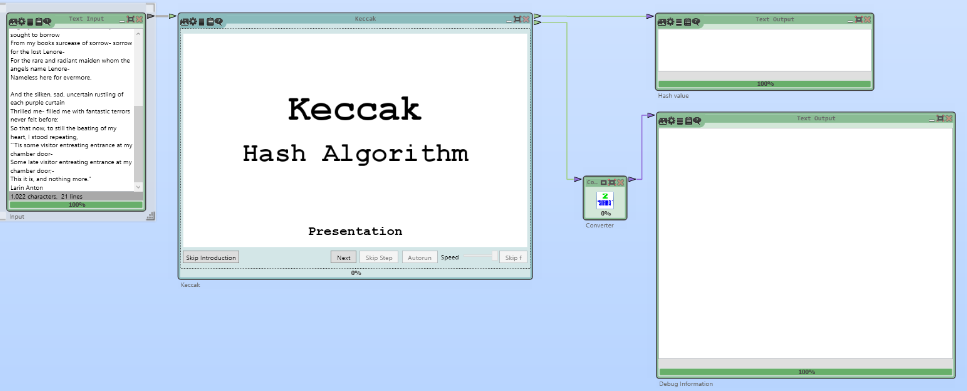 Text Input
sought to borrow
From my books surcease of sorrow- sorrow
for the lost Lenore-
For the rare and radiant maiden whom the
angels name Lenore-
Nameless here for evermore.
And the silken, sad, uncertain rustling of
each purple curtain
Thrilled me- filled me with fantastic terrors
never felt before;
So that now, to still the beating of my
heart, I stood repeating,
"'Tis some visitor entreating entrance at my
chamber door-
Some late visitor entreating entrance at my
chamber door;-
This it is, and nothing more."
Larin Anton
1,022 characters, 21 lines
100%
Input
Keccak
Keccak
Hash Algorithm
Presentation
Skip Introduction
Next
Skip Step
Autorun
Speed
Skip f
0%
Keccak
Text Output
100%
Hash value
Co..
0%
Converter
Text Output
100%
Debug Information